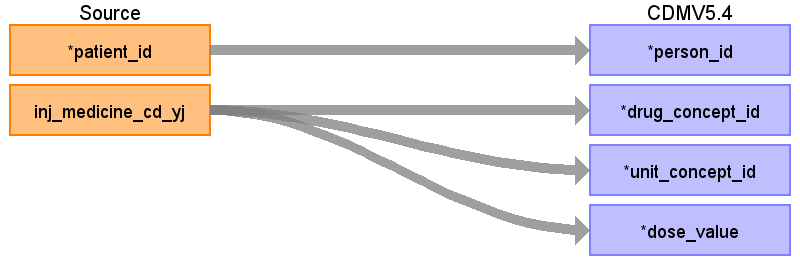 Source
CDMV5.4
*patient_id
*person_id
inj_medicine_cd_yj
*drug_concept_id
*unit_concept_id
*dose_value